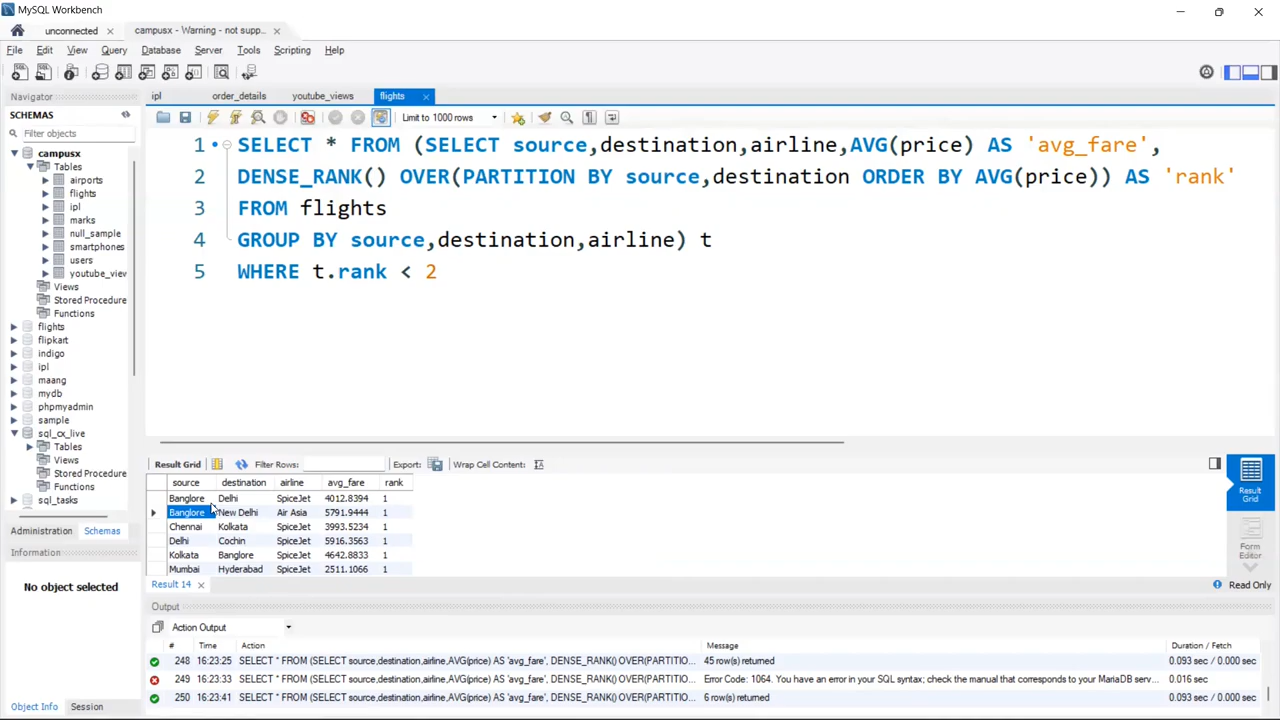 MySQL Workbench
unconnected × campusx - Warning - not supp... ×
File Edit View Query Database Server Tools Scripting Help
Navigator
SCHEMAS
Filter objects
campusx
Tables
airports
flights
ipl
marks
null_sample
smartphones
users
youtube_view
Views
Stored Procedure
Functions
flights
flipkart
indigo
ipl
maang
mydb
phpmyadmin
sample
sql_cx_live
Tables
Views
Stored Procedure
Functions
sql_tasks
Administration Schemas
Information
No object selected
Object Info Session
ipl order_details youtube_views flights ×
Limit to 1000 rows
1 SELECT * FROM (SELECT source,destination,airline,AVG(price) AS 'avg_fare',
2 DENSE_RANK() OVER(PARTITION BY source,destination ORDER BY AVG(price)) AS 'rank'
3 FROM flights
4 GROUP BY source,destination,airline) t
5 WHERE t.rank < 2
Result Grid Filter Rows: Export: Wrap Cell Content:
source destination airline avg_fare rank
Banglore Delhi SpiceJet 4012.8394 1
Banglore New Delhi Air Asia 5791.9444 1
Chennai Kolkata SpiceJet 3993.5234 1
Delhi Cochin SpiceJet 5916.3563 1
Kolkata Banglore SpiceJet 4642.8833 1
Mumbai Hyderabad SpiceJet 2511.1066 1
Result Grid
Form Editor
Result 14 × Read Only
Output
Action Output
# Time Action Message Duration / Fetch
248 16:23:25 SELECT * FROM (SELECT source,destination,airline,AVG(price) AS 'avg_fare', DENSE_RANK() OVER(PARTITIO... 45 row(s) returned 0.093 sec / 0.000 sec
249 16:23:33 SELECT * FROM (SELECT source,destination,airline,AVG(price) AS 'avg_fare', DENSE_RANK() OVER(PARTITIO... Error Code: 1064. You have an error in your SQL syntax; check the manual that corresponds to your MariaDB serv... 0.016 sec
250 16:23:41 SELECT * FROM (SELECT source,destination,airline,AVG(price) AS 'avg_fare', DENSE_RANK() OVER(PARTITIO... 6 row(s) returned 0.093 sec / 0.000 sec